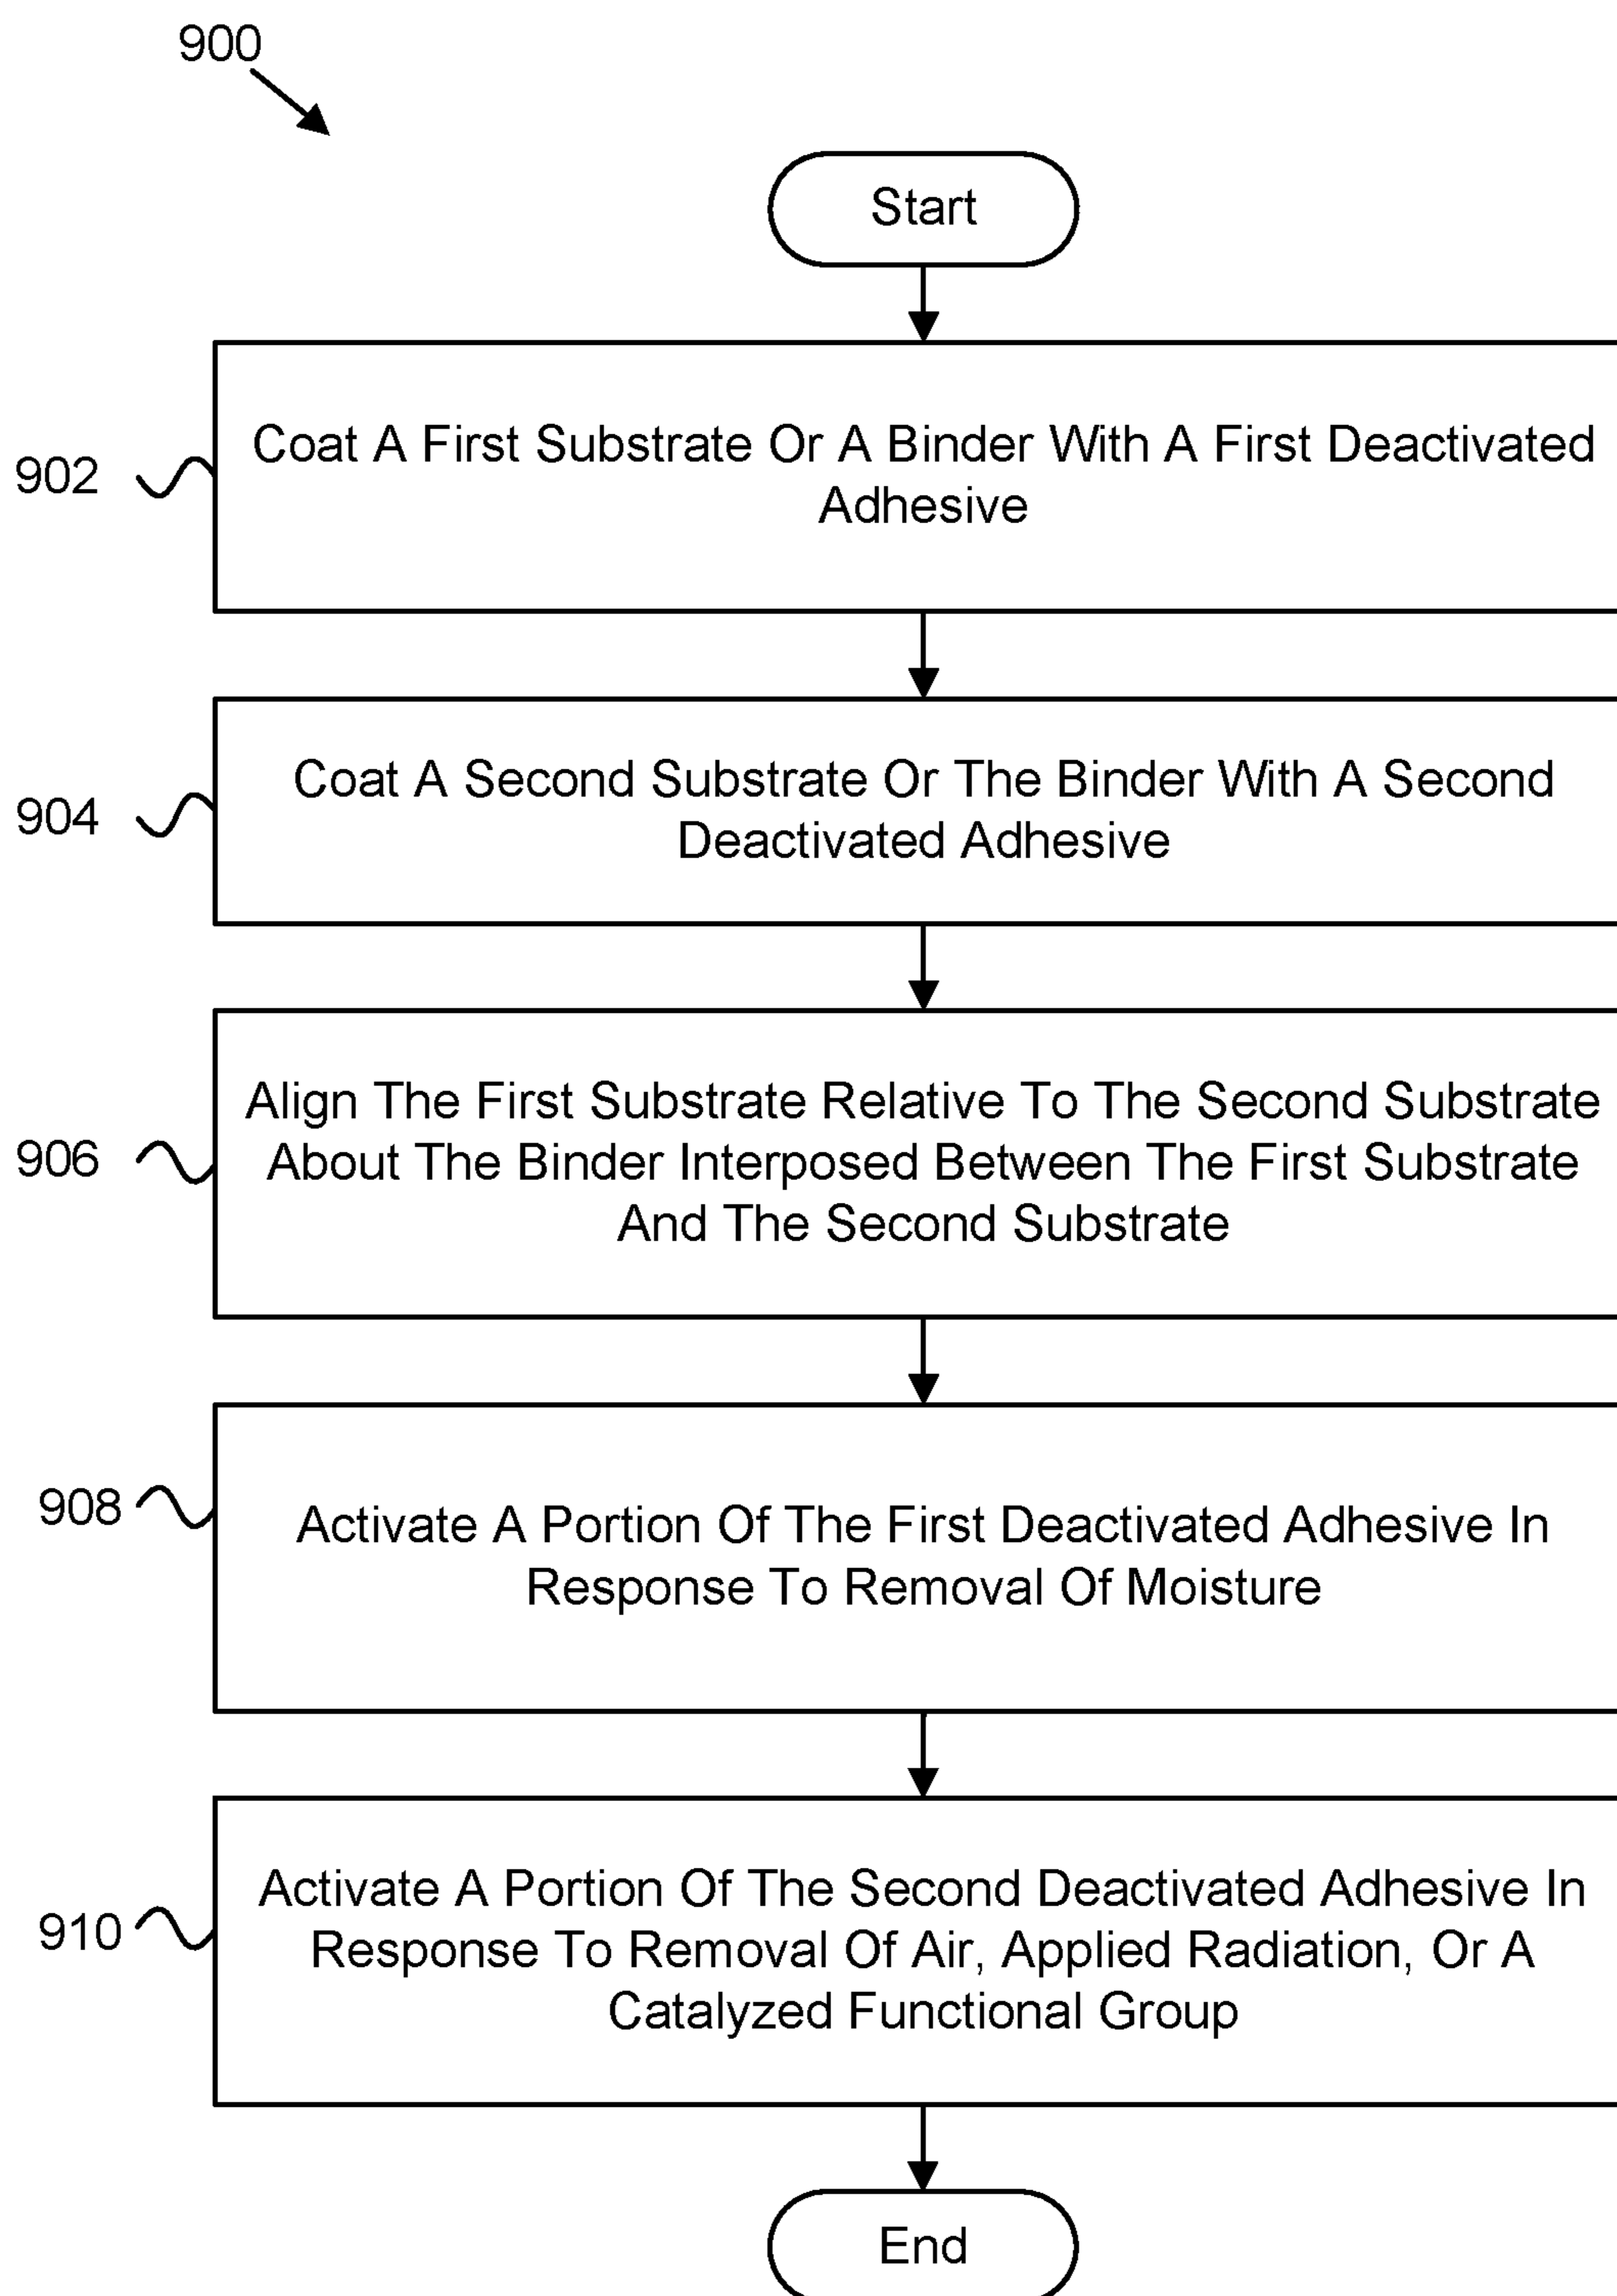 900
Start
902
Coat A First Substrate Or A Binder With A First Deactivated
Adhesive
904
Coat A Second Substrate Or The Binder With A Second
Deactivated Adhesive
906
Align The First Substrate Relative To The Second Substrate
About The Binder Interposed Between The First Substrate
And The Second Substrate
908
Activate A Portion Of The First Deactivated Adhesive In
Response To Removal Of Moisture
910
Activate A Portion Of The Second Deactivated Adhesive In
Response To Removal Of Air, Applied Radiation, Or A
Catalyzed Functional Group
End